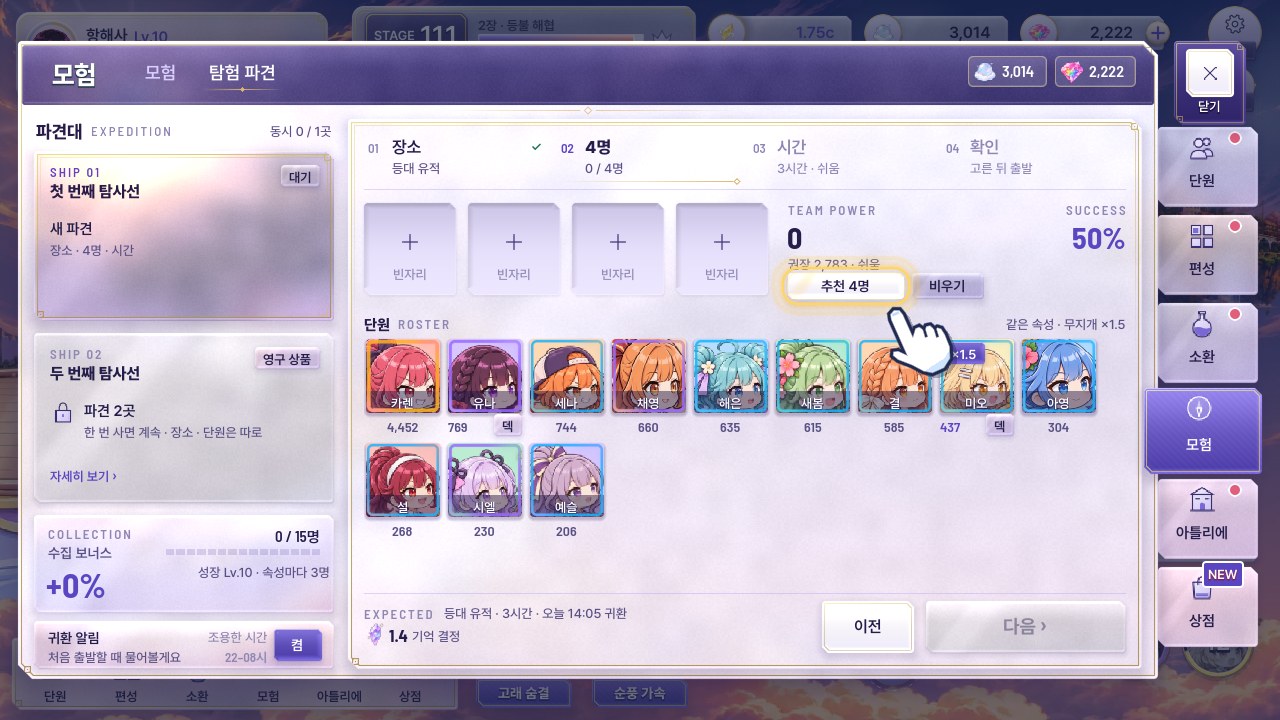 항해사 Lv.10
STAGE 111
2장 · 등불 해협
1.75c
3,014
2,222
모험
모험
탐험 파견
3,014
2,222
닫기
파견대 EXPEDITION
동시 0 / 1곳
SHIP 01
대기
첫 번째 탐사선
새 파견
장소 · 4명 · 시간
SHIP 02
영구 상품
두 번째 탐사선
파견 2곳
한 번 사면 계속 · 장소 · 단원은 따로
자세히 보기 ›
COLLECTION
0 / 15명
수집 보너스
+0%
성장 Lv.10 · 속성마다 3명
귀환 알림
조용한 시간
켬
처음 출발할 때 물어볼게요
22-08시
01 장소
등대 유적
02 4명
0 / 4명
03 시간
3시간 · 쉬움
04 확인
고른 뒤 출발
빈자리
빈자리
빈자리
빈자리
TEAM POWER
SUCCESS
0
50%
권장 2,783 · 쉬움
추천 4명
비우기
단원 ROSTER
같은 속성 · 무지개 ×1.5
×1.5
카렌
유나
세나
채영
해온
새봄
결
미오
아영
4,452
769
덱
744
660
635
615
585
437
덱
304
설
시엘
예슬
268
230
206
EXPECTED 등대 유적 · 3시간 · 오늘 14:05 귀환
1.4 기억 결정
이전
다음 ›
단원
편성
소환
모험
아틀리에
NEW
상점
단원
편성
소환
모험
아틀리에
상점
고래 숨결
순풍 가속